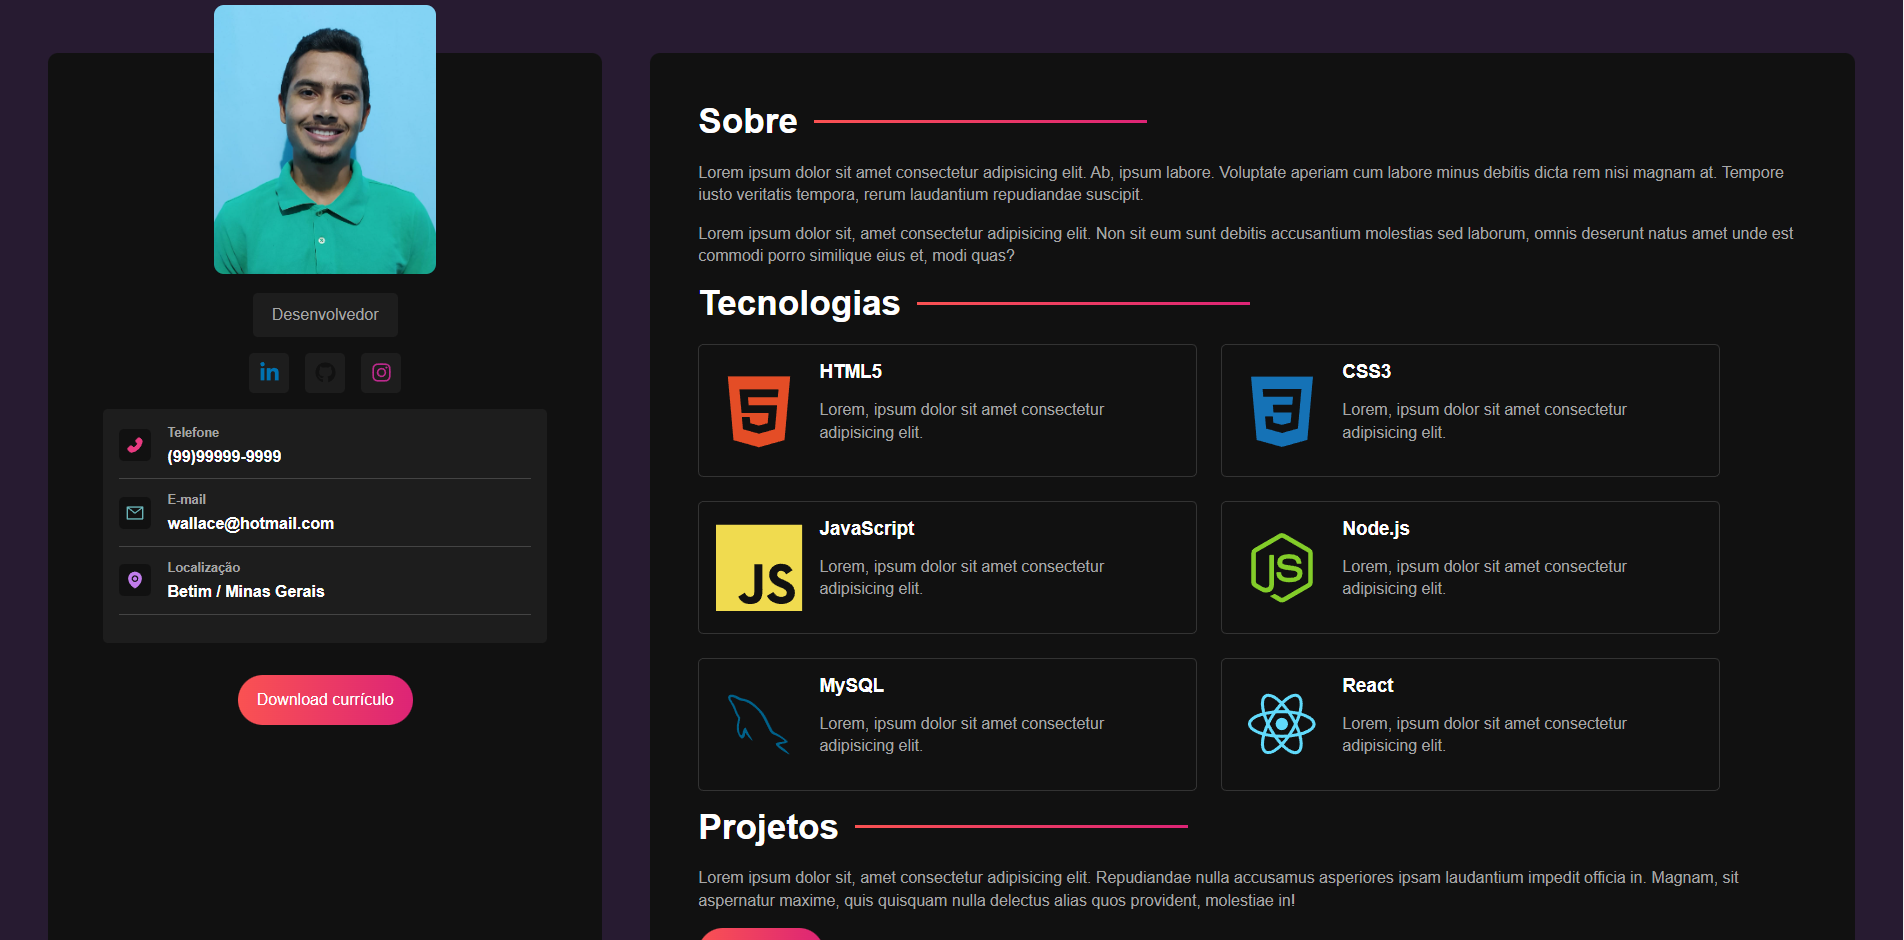 Desenvolvedor
in
Telefone
(99)99999-9999
E-mail
wallace@hotmail.com
Localização
Betim / Minas Gerais
Download currículo
Sobre
Lorem ipsum dolor sit amet consectetur adipisicing elit. Ab, ipsum labore. Voluptate aperiam cum labore minus debitis dicta rem nisi magnam at. Tempore
iusto veritatis tempora, rerum laudantium repudiandae suscipit.
Lorem ipsum dolor sit, amet consectetur adipisicing elit. Non sit eum sunt debitis accusantium molestias sed laborum, omnis deserunt natus amet unde est
commodi porro similique eius et, modi quas?
Tecnologias
HTML5
Lorem, ipsum dolor sit amet consectetur
adipisicing elit.
CSS3
Lorem, ipsum dolor sit amet consectetur
adipisicing elit.
JS
JavaScript
Lorem, ipsum dolor sit amet consectetur
adipisicing elit.
JS
Node.js
Lorem, ipsum dolor sit amet consectetur
adipisicing elit.
MySQL
Lorem, ipsum dolor sit amet consectetur
adipisicing elit.
React
Lorem, ipsum dolor sit amet consectetur
adipisicing elit.
Projetos
Lorem ipsum dolor sit, amet consectetur adipisicing elit. Repudiandae nulla accusamus asperiores ipsam laudantium impedit officia in. Magnam, sit
aspernatur maxime, quis quisquam nulla delectus alias quos provident, molestiae in!